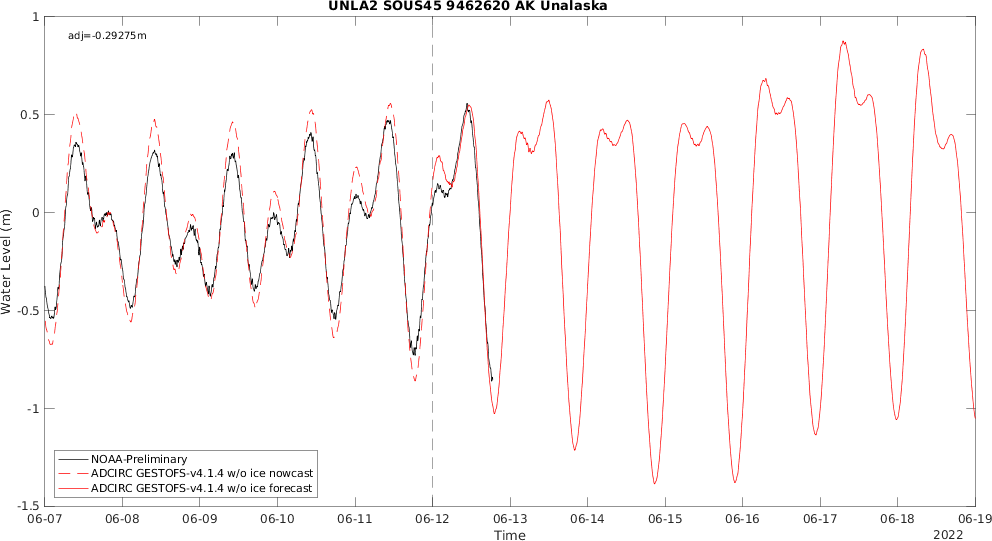 UNLA2 SOUS45 9462620 AK Unalaska
adj=-0.29275m
1
0.5
0
-0.5
-1
-1.5
Water Level (m)
NOAA-Preliminary
ADCIRC GESTOFS-v4.1.4 w/o ice nowcast
ADCIRC GESTOFS-v4.1.4 w/o ice forecast
06-07 06-08 06-09 06-10 06-11 06-12 06-13 06-14 06-15 06-16 06-17 06-18 06-19
Time
2022